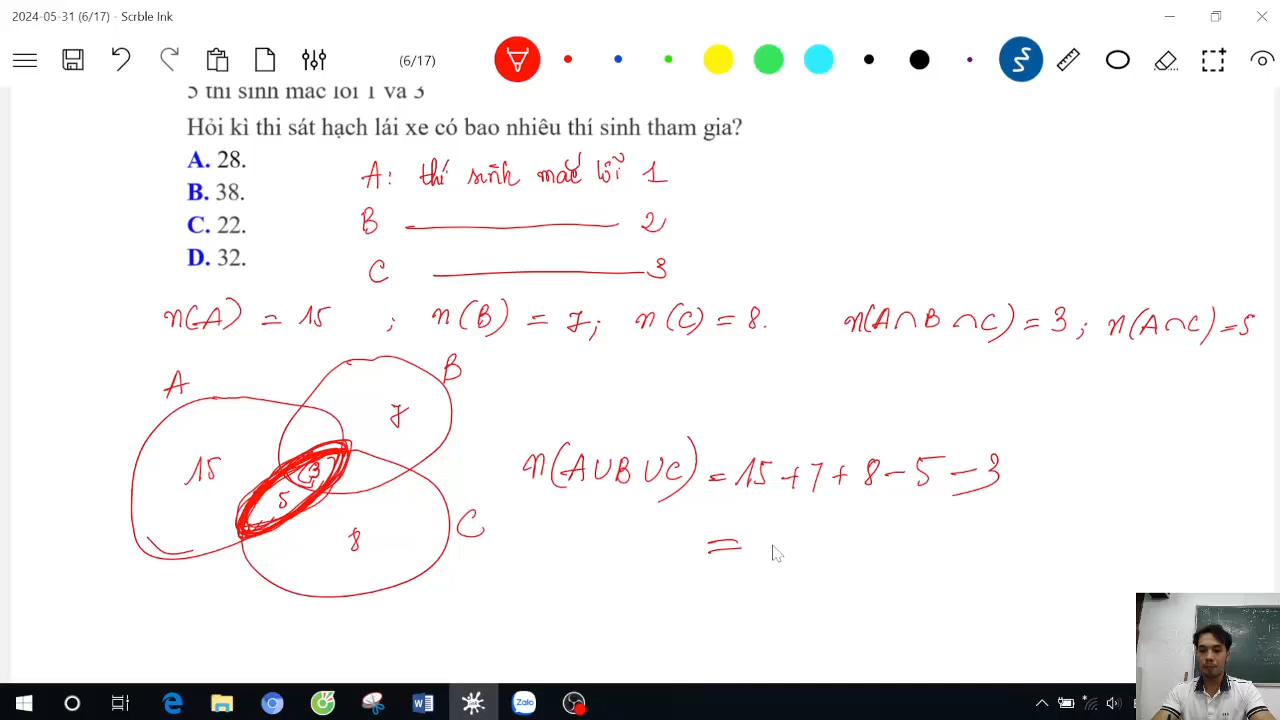 2024-05-31 (6/17) - Scrble Ink
(6/17)
5 thí sinh mắc lỗi 1 và 3
Hỏi kì thi sát hạch lái xe có bao nhiêu thí sinh tham gia?
A. 28.
B. 38.
C. 22.
D. 32.
A: thí sinh mắc lỗi 1
B 2
C 3
n(A) = 15 ; n(B) = 7; n(C) = 8. n(A∩B∩C) = 3; n(A∩C) = 5
A
B
7
15
3
5
8
C
n(A∪B∪C) = 15 + 7 + 8 - 5 - 3
=
Zalo